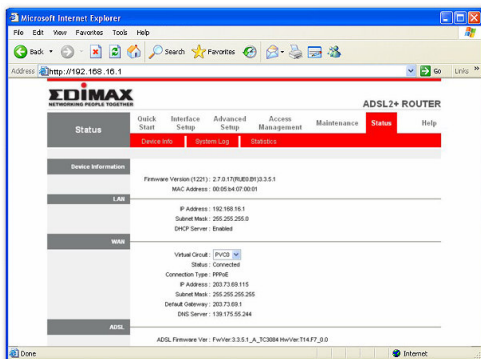 Microsoft Internet Explorer
File Edit View Favorites Tools Help
Back Search Favorites
Address http://192.168.16.1 Go Links »
EDIMAX
NETWORKING PEOPLE TOGETHER
ADSL2+ ROUTER
Status
Quick Start Interface Setup Advanced Setup Access Management Maintenance Status Help
Device Info System Log Statistics
Device Information
Firmware Version (1221) : 2.7.0.17(RUE0.B1)3.3.5.1
MAC Address : 00:05:b4:07:00:01
LAN
IP Address : 192.168.16.1
Subnet Mask : 255.255.255.0
DHCP Server : Enabled
WAN
Virtual Circuit : PVC0
Status : Connected
Connection Type : PPPoE
IP Address : 203.73.69.115
Subnet Mask : 255.255.255.255
Default Gateway : 203.73.69.1
DNS Server : 139.175.55.244
ADSL
ADSL Firmware Ver : FwVer:3.3.5.1_A_TC3084 HwVer:T14.F7_0.0
Done Internet